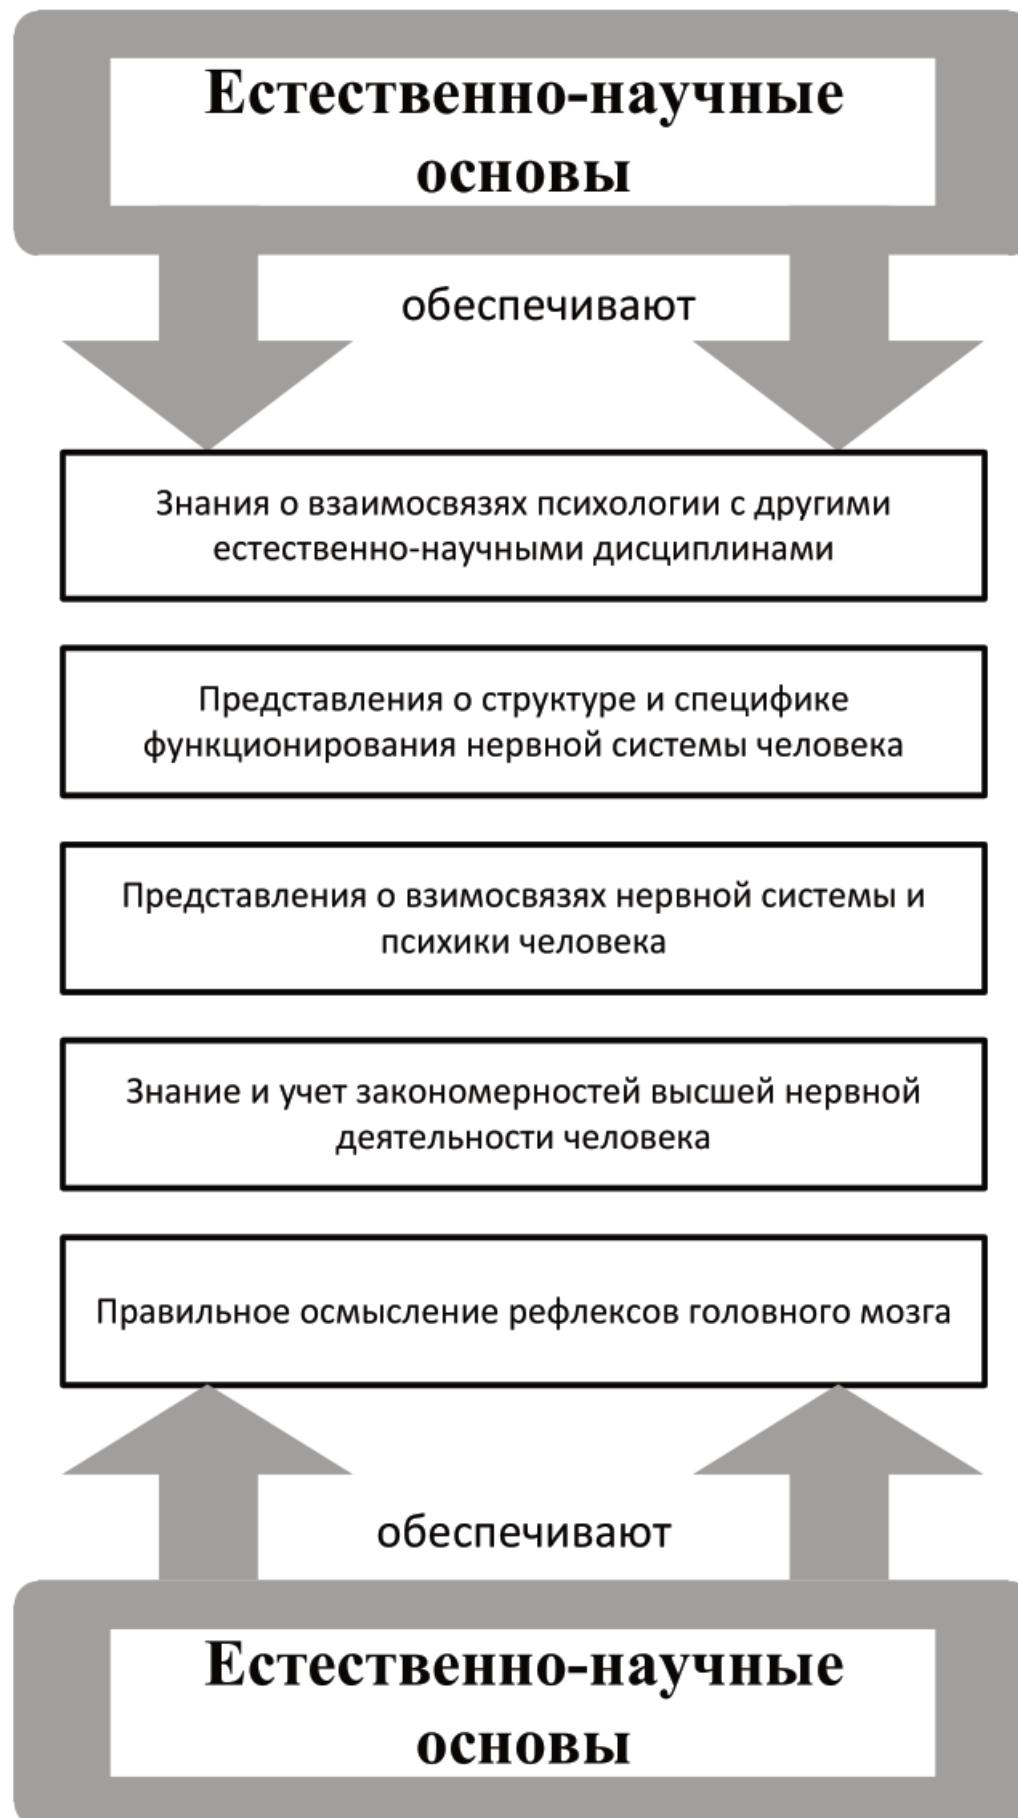 Естественно-научные
основы
обеспечивают
Знания о взаимосвязях психологии с другими
естественно-научными дисциплинами
Представления о структуре и специфике
функционирования нервной системы человека
Представления о взимосвязях нервной системы и
психики человека
Знание и учет закономерностей высшей нервной
деятельности человека
Правильное осмысление рефлексов головного мозга
обеспечивают
Естественно-научные
основы